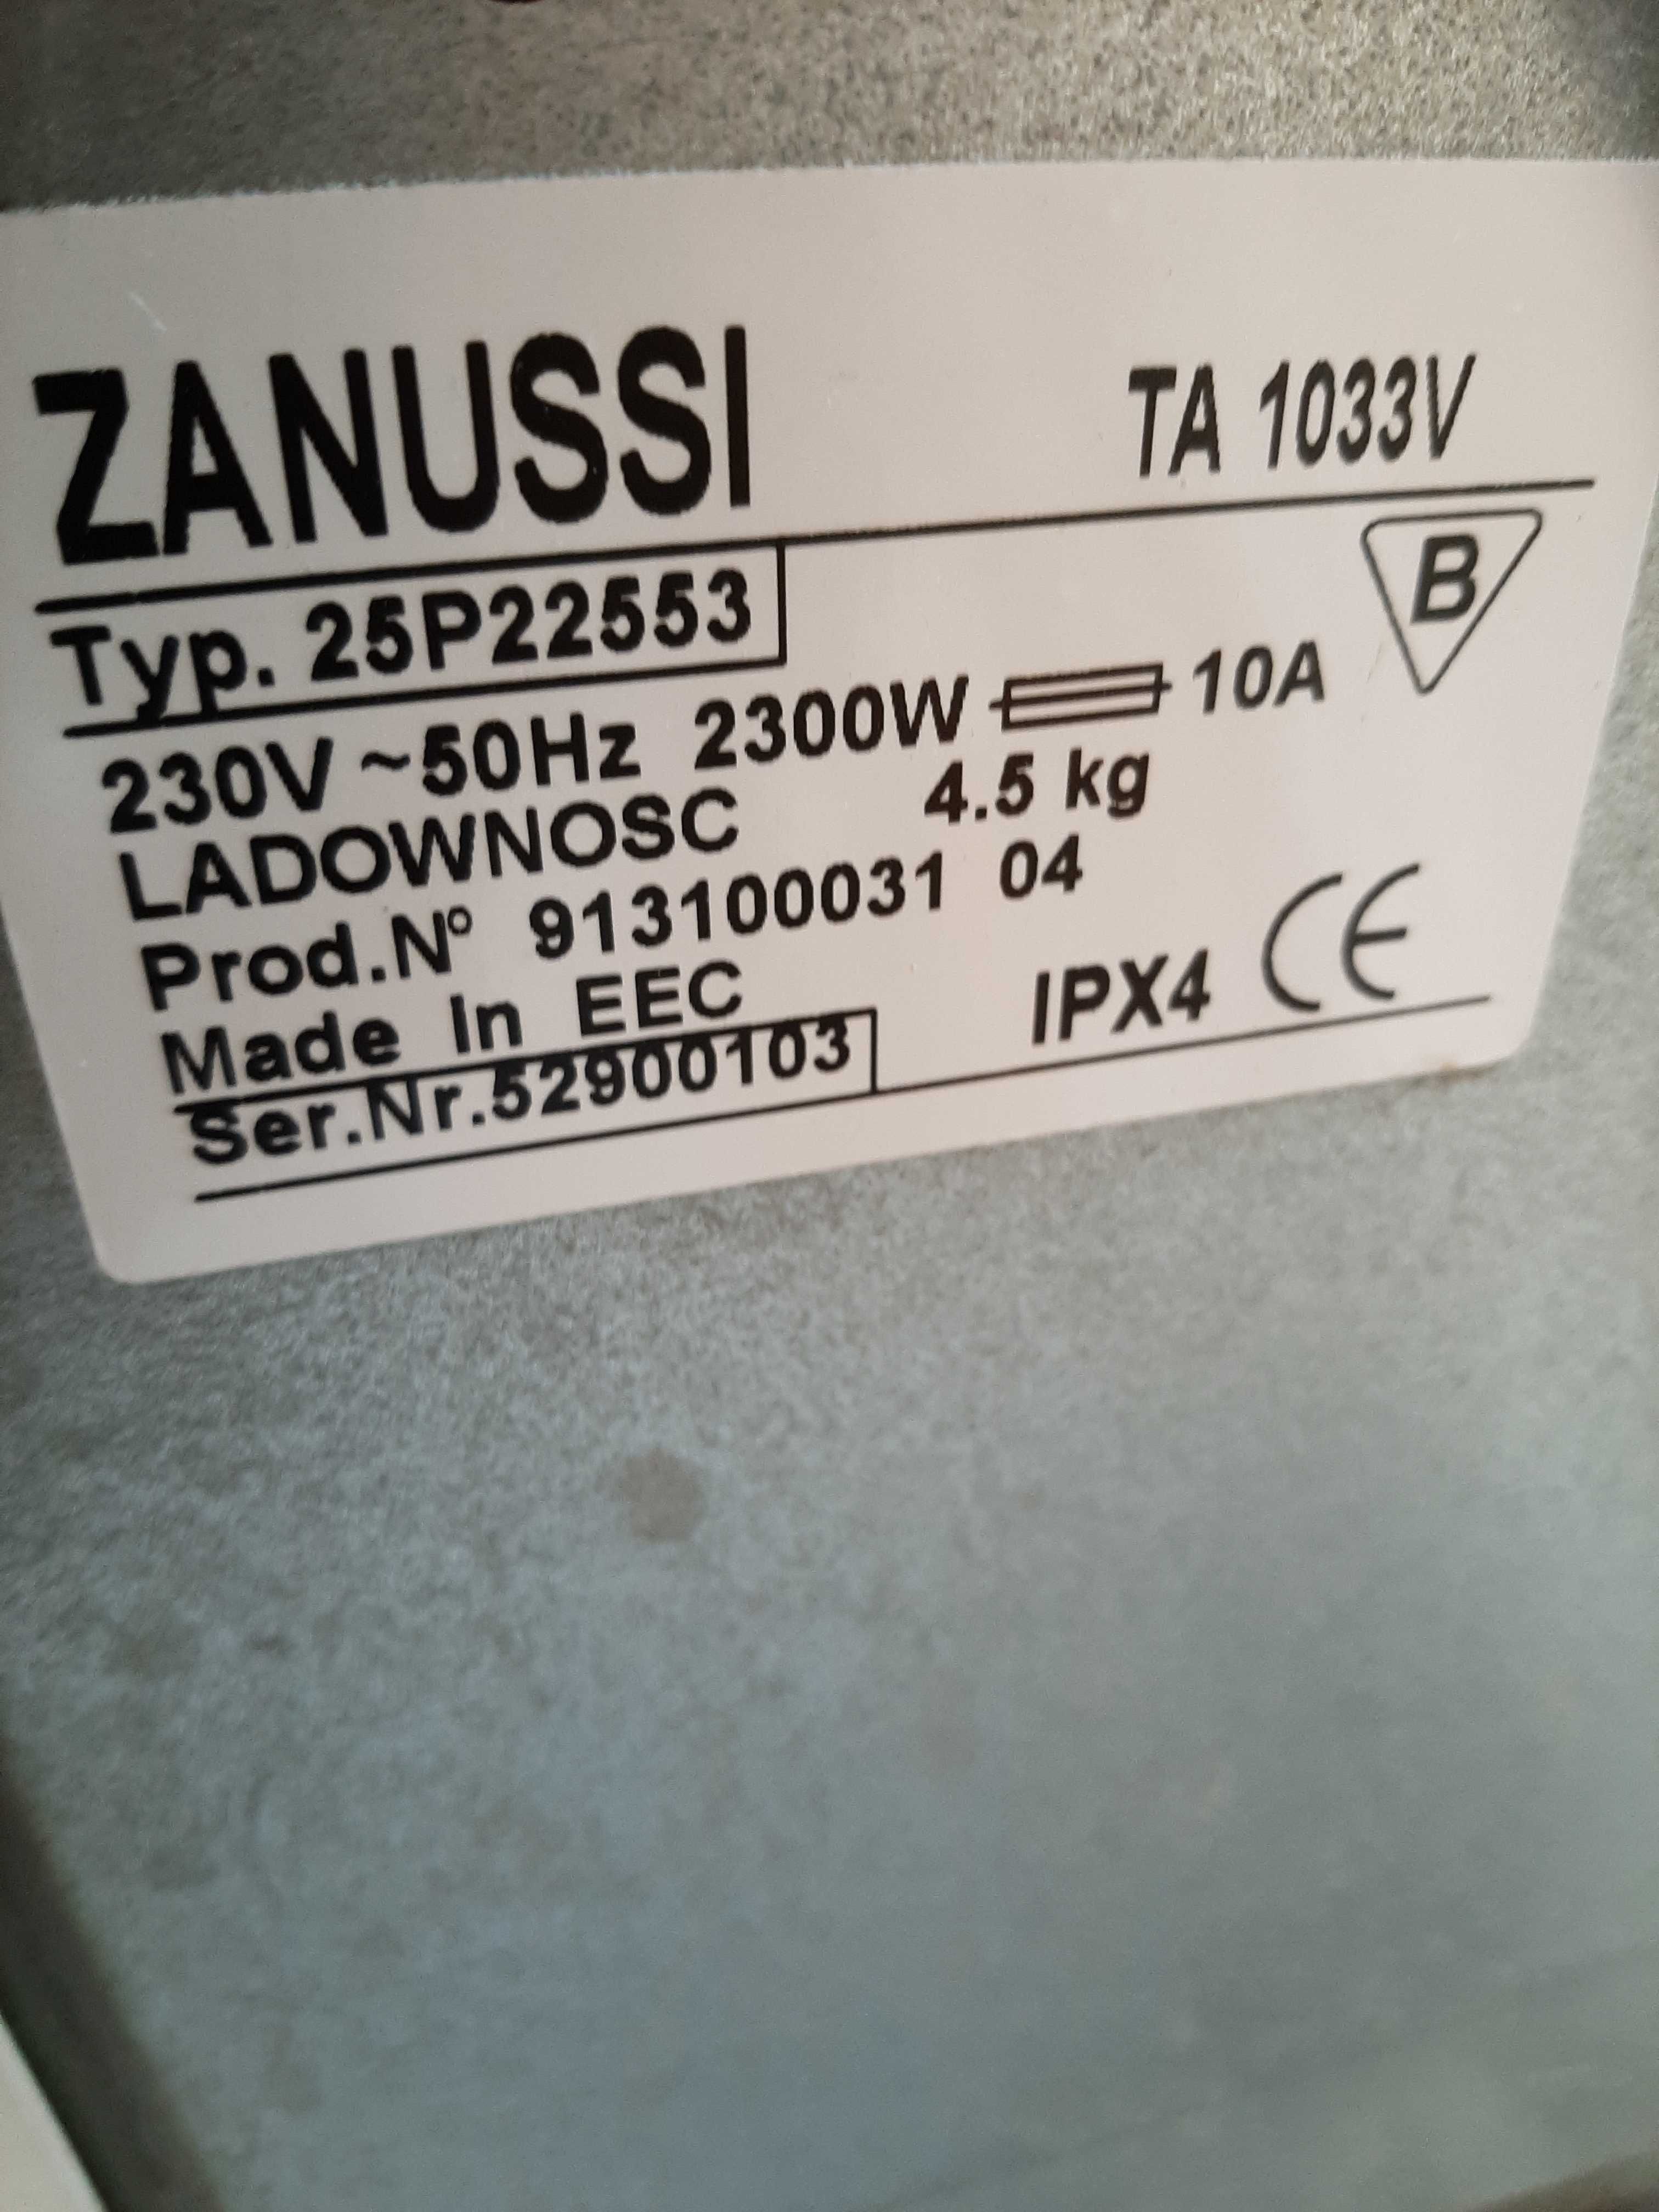 ZANUSSI TA 1033V
Typ. 25P22553 B
230V ~50Hz 2300W 10A
LADOWNOSC 4.5 kg
Prod.N° 913100031 04
Made In EEC IPX4 CE
Ser.Nr.52900103